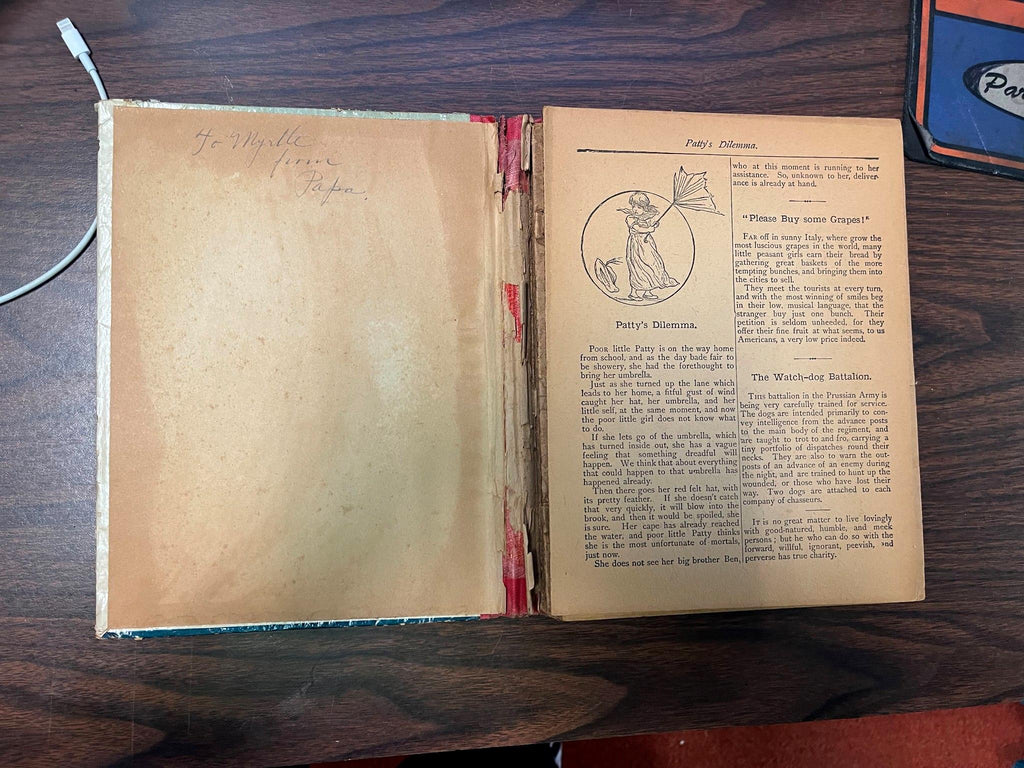 To Myrtle
from
Papa
Patty's Dilemma.
Patty's Dilemma.
POOR little Patty is on the way home
from school, and as the day bade fair to
be showery, she had the forethought to
bring her umbrella.
Just as she turned up the lane which
leads to her home, a fitful gust of wind
caught her hat, her umbrella, and her
little self, at the same moment, and now
the poor little girl does not know what
to do.
If she lets go of the umbrella, which
has turned inside out, she has a vague
feeling that something dreadful will
happen. We think that about everything
that could happen to that umbrella has
happened already.
Then there goes her red felt hat, with
its pretty feather. If she doesn't catch
that very quickly, it will blow into the
brook, and then it would be spoiled, she
is sure. Her cape has already reached
the water, and poor little Patty thinks
she is the most unfortunate of mortals,
just now.
She does not see her big brother Ben,
who at this moment is running to her
assistance. So, unknown to her, deliver-
ance is already at hand.
"Please Buy some Grapes!"
FAR off in sunny Italy, where grow the
most luscious grapes in the world, many
little peasant girls earn their bread by
gathering great baskets of the more
tempting bunches, and bringing them into
the cities to sell.
They meet the tourists at every turn,
and with the most winning of smiles beg
in their low, musical language, that the
stranger buy just one bunch. Their
petition is seldom unheeded, for they
offer their fine fruit at what seems, to us
Americans, a very low price indeed.
The Watch-dog Battalion.
THIS battalion in the Prussian Army is
being very carefully trained for service.
The dogs are intended primarily to con-
vey intelligence from the advance posts
to the main body of the regiment, and
are taught to trot to and fro, carrying a
tiny portfolio of dispatches round their
necks. They are also to warn the out-
posts of an advance of an enemy during
the night, and are trained to hunt up the
wounded, or those who have lost their
way. Two dogs are attached to each
company of chasseurs.
It is no great matter to live lovingly
with good-natured, humble, and meek
persons; but he who can do so with the
forward, willful, ignorant, peevish, and
perverse has true charity.